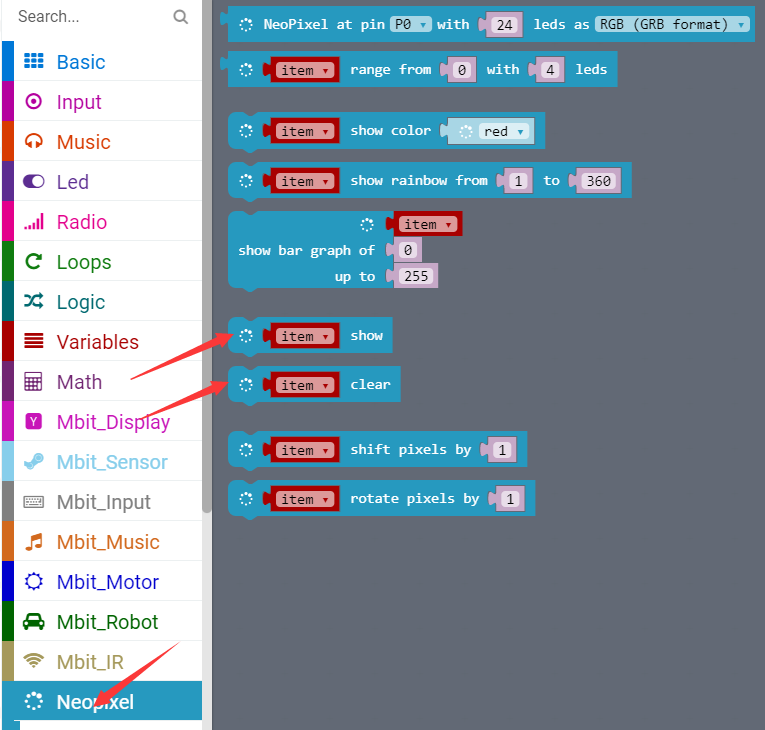 Search...
Basic
Input
Music
Led
Radio
Loops
Logic
Variables
Math
Mbit_Display
Mbit_Sensor
Mbit_Input
Mbit_Music
Mbit_Motor
Mbit_Robot
Mbit_IR
Neopixel
NeoPixel at pin P0 with 24 leds as RGB (GRB format)
item range from 0 with 4 leds
item show color red
item show rainbow from 1 to 360
item
show bar graph of 0
up to 255
item show
item clear
item shift pixels by 1
item rotate pixels by 1